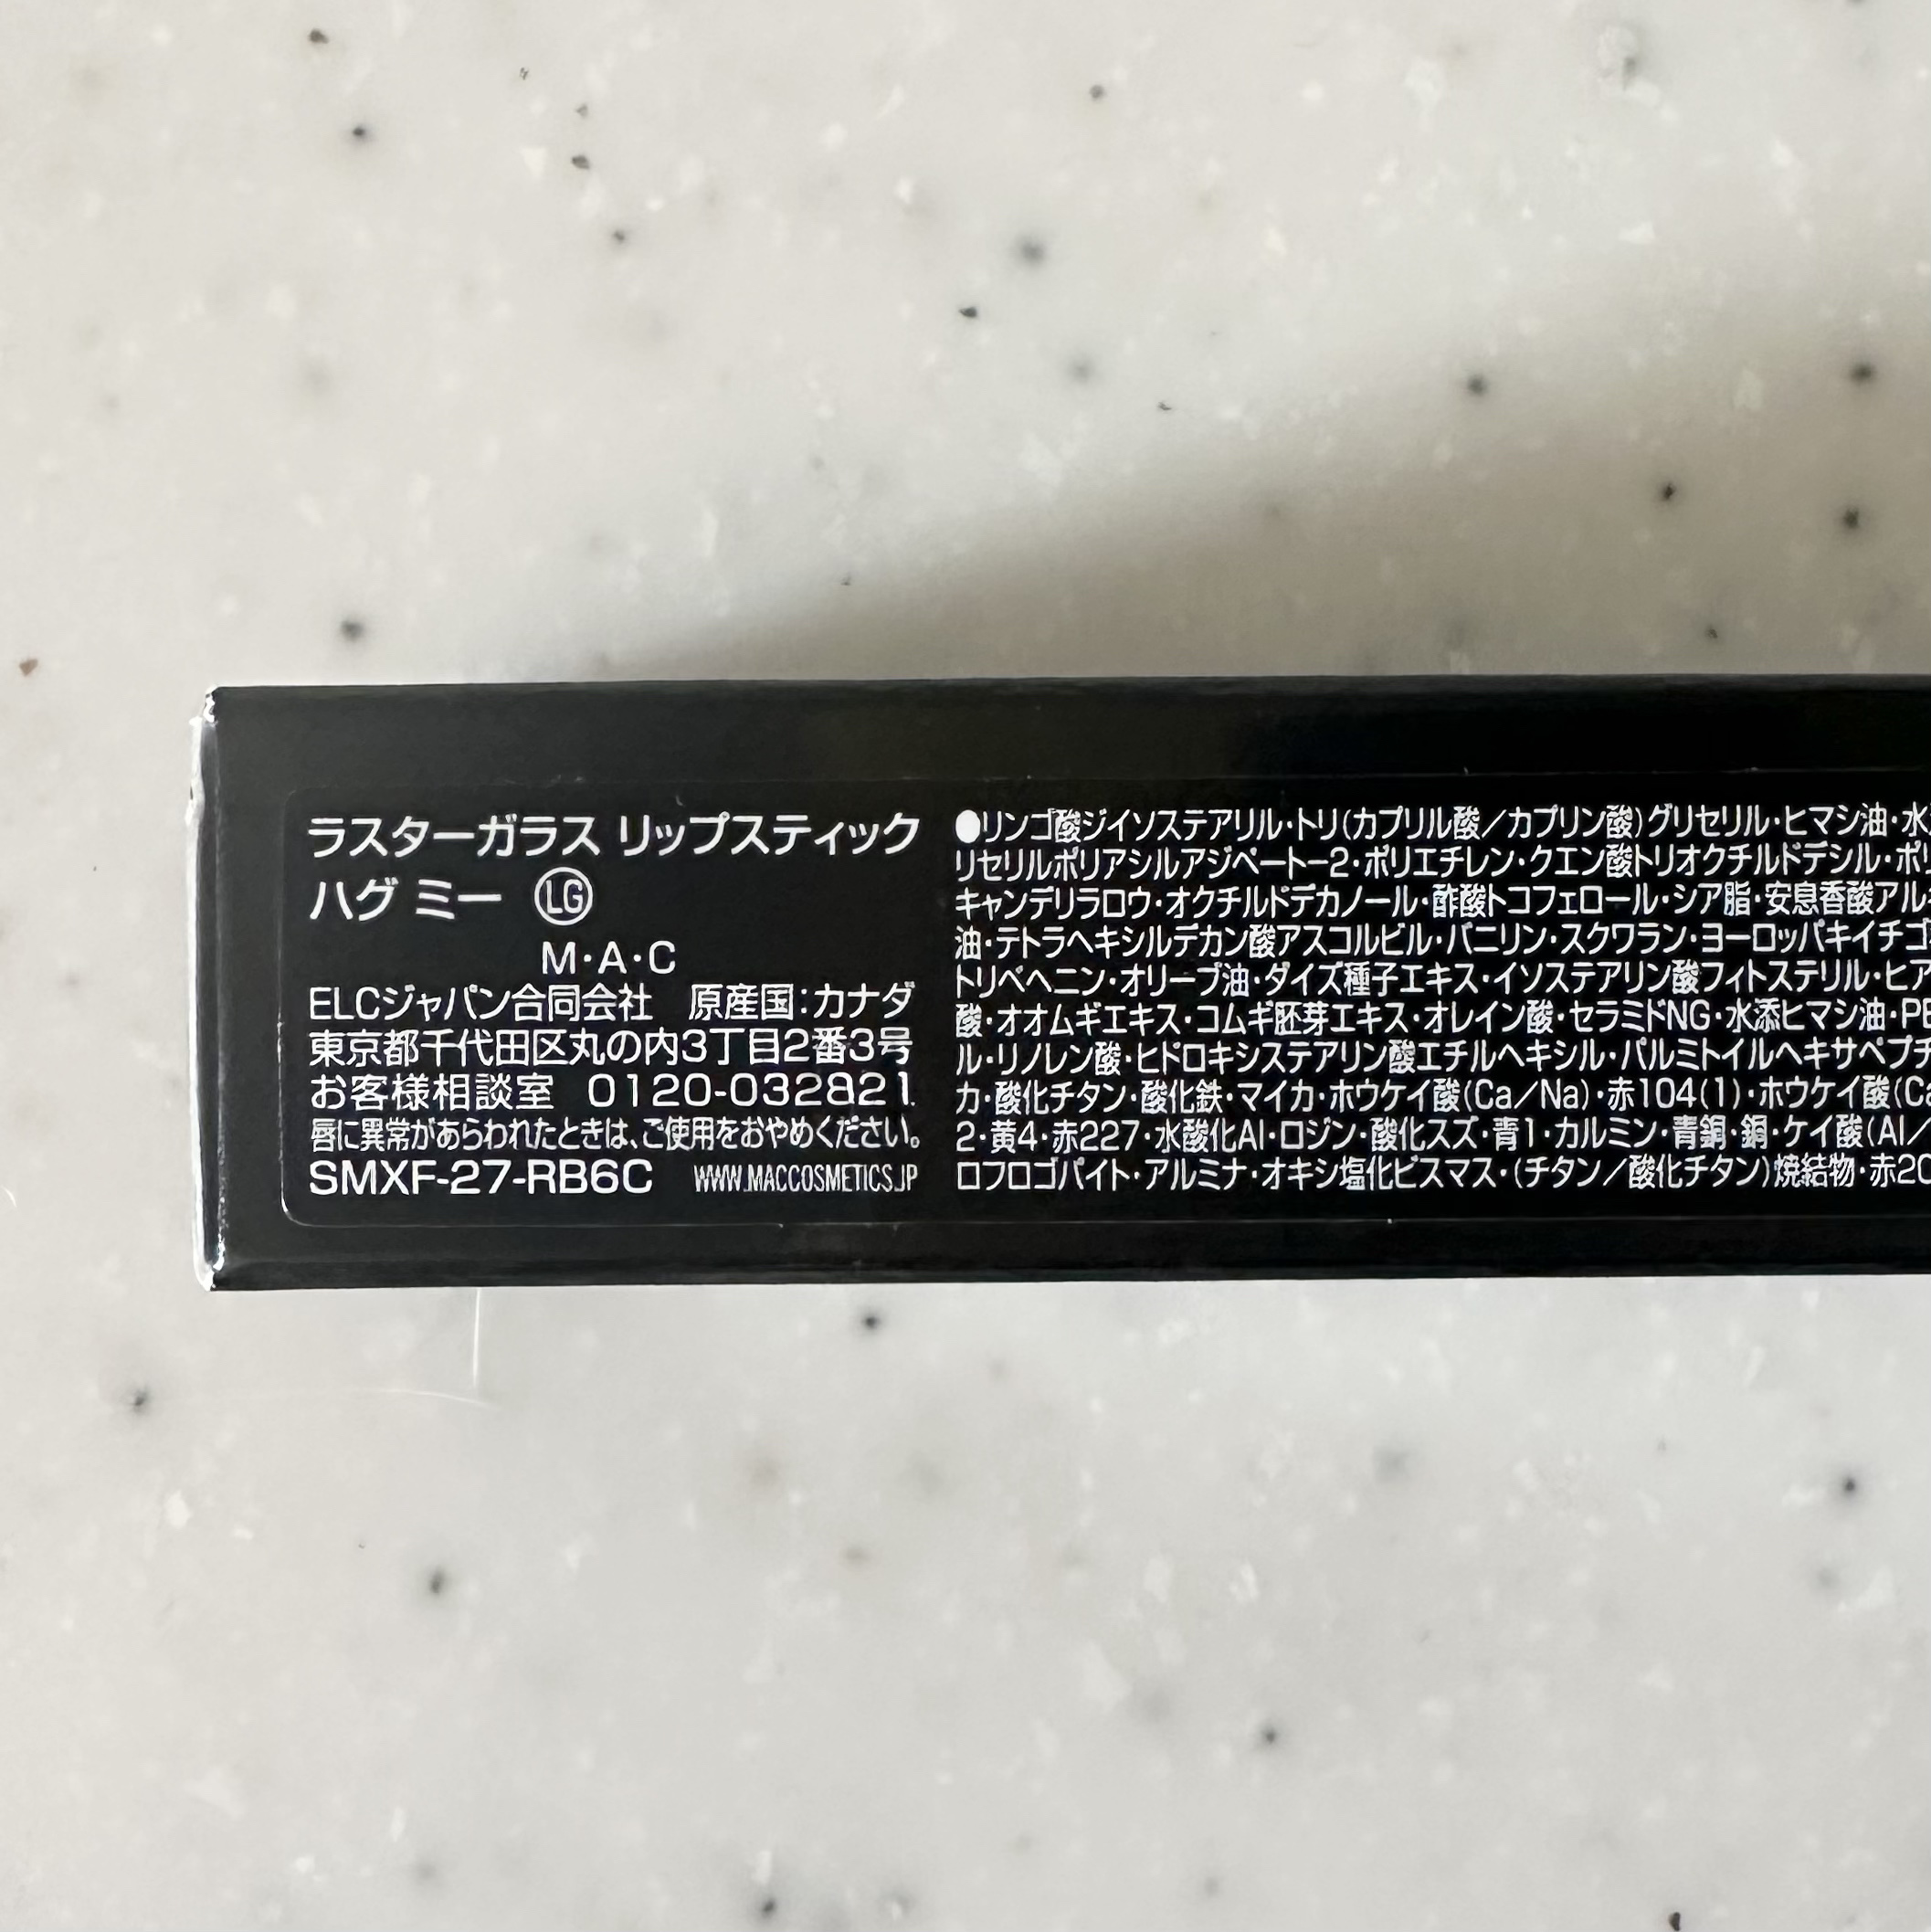 ラスターガラス リップスティック
ハグ ミー LG
M・A・C
ELCジャパン合同会社 原産国：カナダ
東京都千代田区丸の内3丁目2番3号
お客様相談室 0120-032821
唇に異常があらわれたときは、ご使用をおやめください。
SMXF-27-RB6C WWW.MACCOSMETICS.JP
●リンゴ酸ジイソステアリル・トリ(カプリル酸／カプリン酸)グリセリル・ヒマシ油・水
リセリルポリアシルアジペート-2・ポリエチレン・クエン酸トリオクチルドデシル・ポリ
キャンデリラロウ・オクチルドデカノール・酢酸トコフェロール・シア脂・安息香酸アルキ
油・テトラヘキシルデカン酸アスコルビル・バニリン・スクワラン・ヨーロッパキイチゴ
トリベヘニン・オリーブ油・ダイズ種子エキス・イソステアリン酸フィトステリル・ヒア
酸・オオムギエキス・コムギ胚芽エキス・オレイン酸・セラミドNG・水添ヒマシ油・PE
ル・リノレン酸・ヒドロキシステアリン酸エチルヘキシル・パルミトイルヘキサペプチ
カ・酸化チタン・酸化鉄・マイカ・ホウケイ酸(Ca／Na)・赤104(1)・ホウケイ酸(Ca
2・黄4・赤227・水酸化Al・ロジン・酸化スズ・青1・カルミン・青銅・銅・ケイ酸(Al／
ロフロゴパイト・アルミナ・オキシ塩化ビスマス・(チタン／酸化チタン)焼結物・赤20